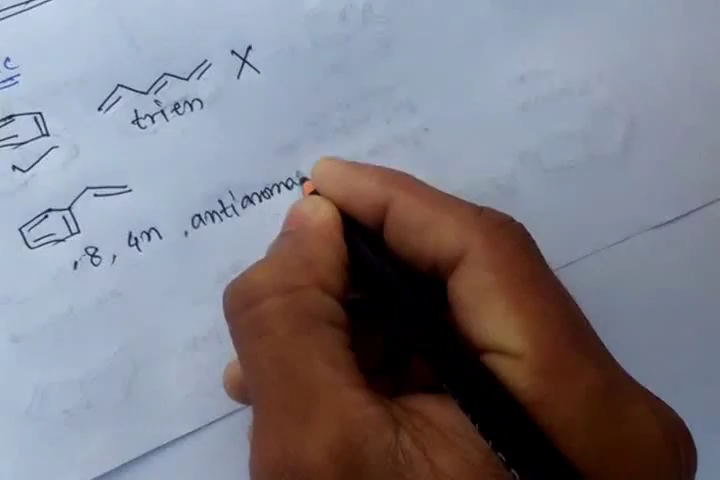 c
X
trien
, 8, 4n , antiaroma